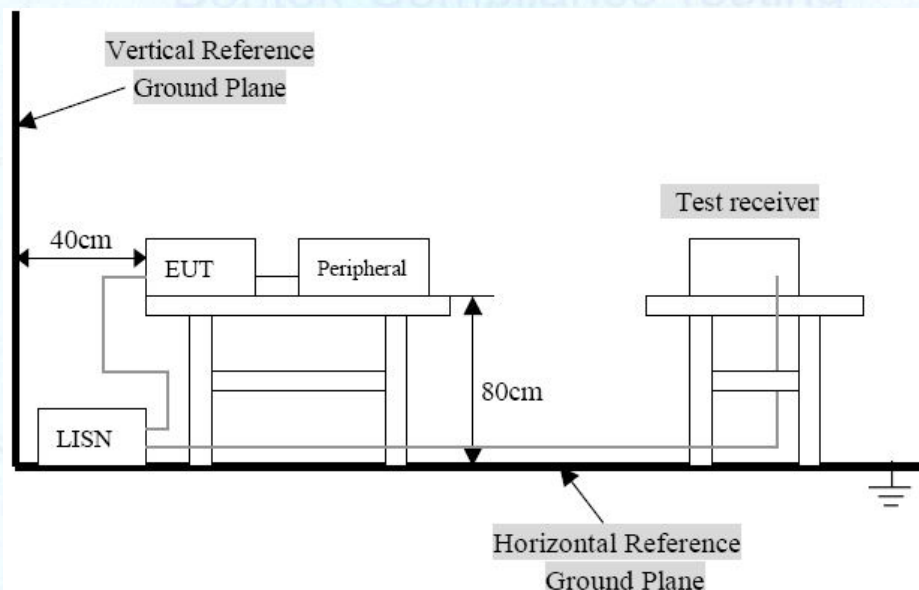 Vertical Reference
Ground Plane
Test receiver
40cm
EUT
Peripheral
80cm
LISN
Horizontal Reference
Ground Plane